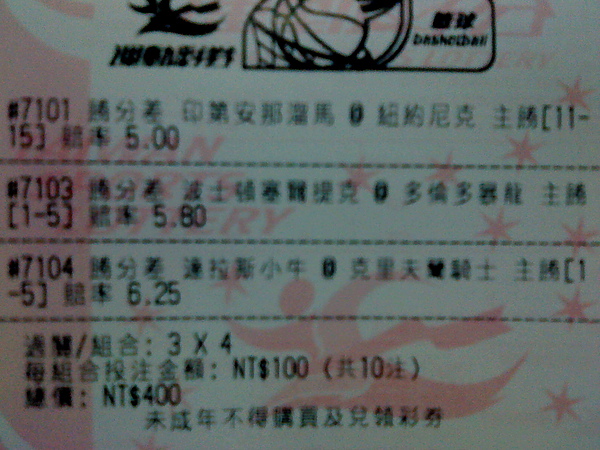 籃球
basketball
#7101 勝分差 印第安那溜馬 @ 紐約尼克 主勝[11-
15] 賠率 5.00
#7103 勝分差 波士頓塞爾提克 @ 多倫多暴龍 主勝
[1-5] 賠率 5.80
#7104 勝分差 達拉斯小牛 @ 克里夫蘭騎士 主勝[1
-5] 賠率 6.25
過關/組合: 3 X 4
每組合投注金額: NT$100 (共10注)
總價: NT$400
未成年不得購買及兌領彩券